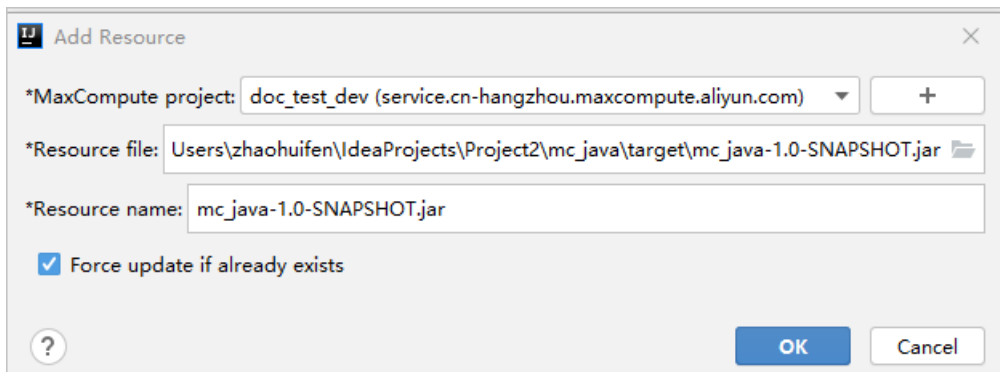 Add Resource
*MaxCompute project: doc_test_dev (service.cn-hangzhou.maxcompute.aliyun.com) +
*Resource file: Users\zhaohuifen\IdeaProjects\Project2\mc_java\target\mc_java-1.0-SNAPSHOT.jar
*Resource name: mc_java-1.0-SNAPSHOT.jar
Force update if already exists
? OK Cancel